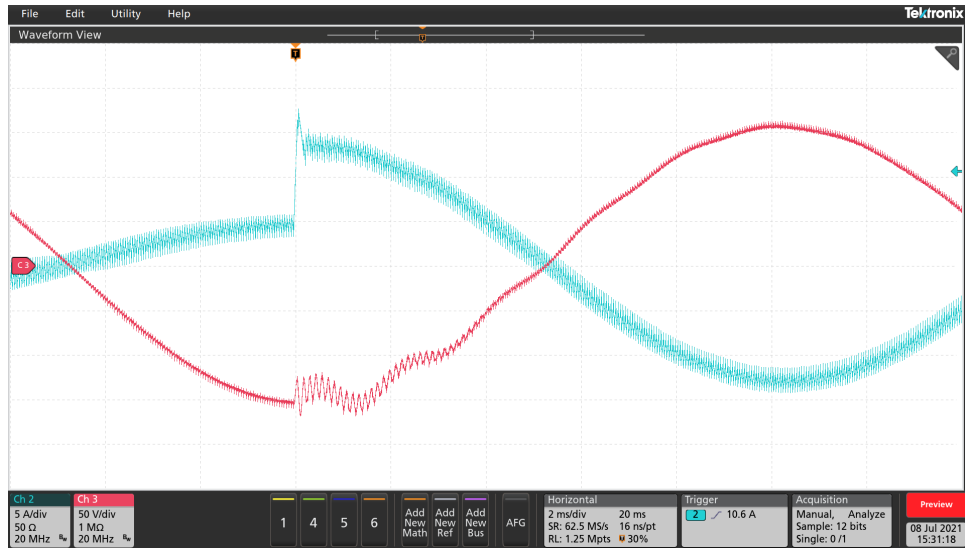 File Edit Utility Help Tektronix
Waveform View
T
T
C 3
Ch 2
5 A/div
50 Ω
20 MHz Bw
Ch 3
50 V/div
1 MΩ
20 MHz Bw
1
4
5
6
Add
New
Math
Add
New
Ref
Add
New
Bus
AFG
Horizontal
2 ms/div 20 ms
SR: 62.5 MS/s 16 ns/pt
RL: 1.25 Mpts 30%
Trigger
2 10.6 A
Acquisition
Manual, Analyze
Sample: 12 bits
Single: 0 /1
Preview
08 Jul 2021
15:31:18